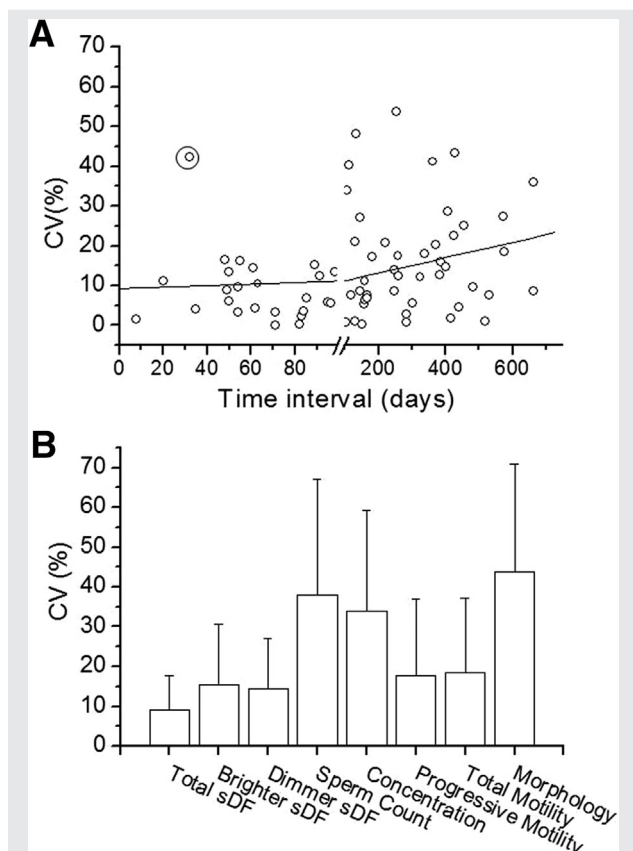 A
70
60
50
40
30
20
10
0
CV(%)
0 20 40 60 80 200 400 600
Time interval (days)
B
70
60
50
40
30
20
10
0
CV (%)
Total sDF
Brighter sDF
Dimmer sDF
Sperm Count
Concentration
Progressive Motility
Total Motility
Morphology